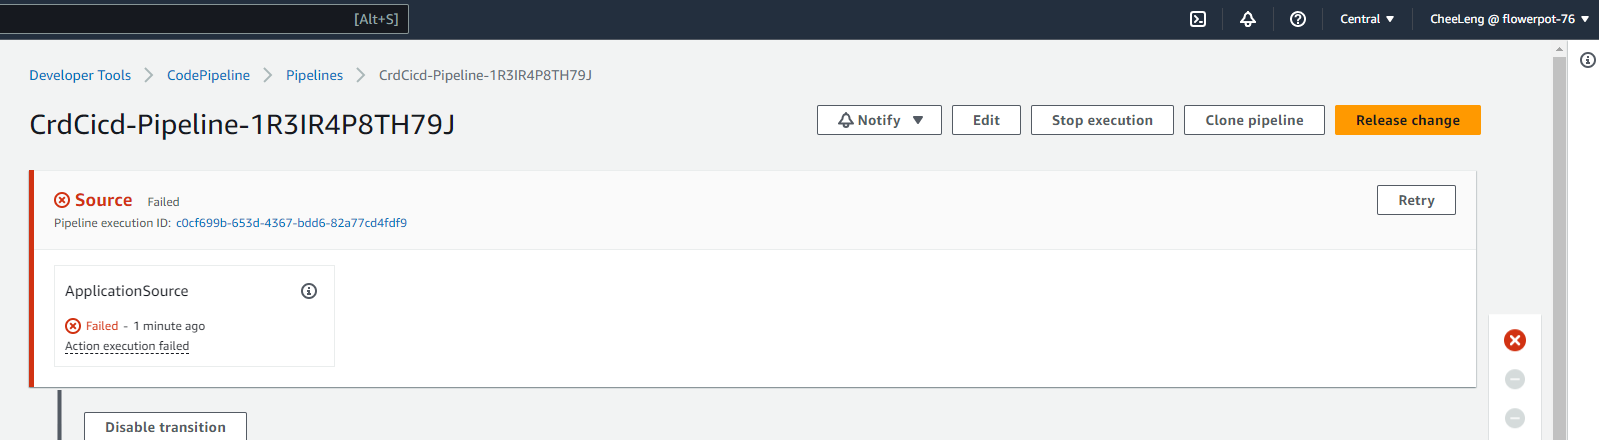 [Alt+S]
Central ▼
CheeLeng @ flowerpot-76 ▼
Developer Tools > CodePipeline > Pipelines > CrdCicd-Pipeline-1R3IR4P8TH79J
CrdCicd-Pipeline-1R3IR4P8TH79J
Notify ▼
Edit
Stop execution
Clone pipeline
Release change
Source Failed
Retry
Pipeline execution ID: c0cf699b-653d-4367-bdd6-82a77cd4fdf9
ApplicationSource
Failed - 1 minute ago
Action execution failed
Disable transition